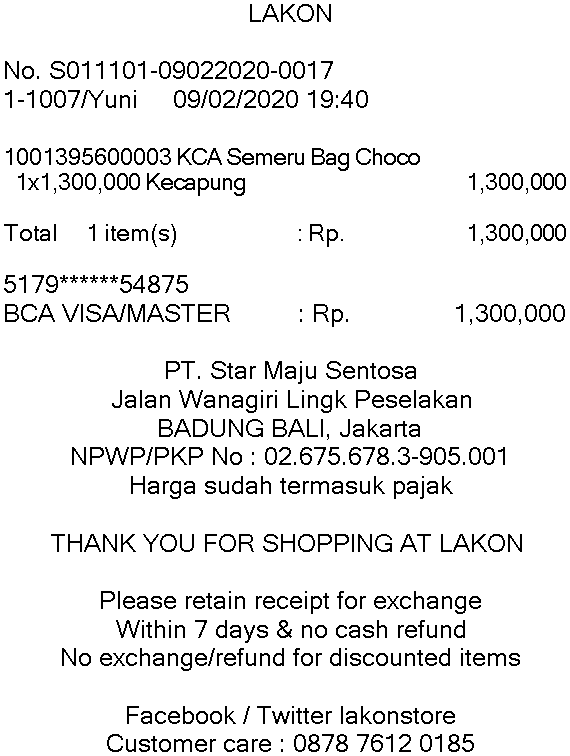 LAKON
No. S011101-09022020-0017
1-1007/Yuni 09/02/2020 19:40
1001395600003 KCA Semeru Bag Choco
1x1,300,000 Kecapung 1,300,000
Total 1 item(s) : Rp. 1,300,000
5179******54875
BCA VISA/MASTER : Rp. 1,300,000
PT. Star Maju Sentosa
Jalan Wanagiri Lingk Peselakan
BADUNG BALI, Jakarta
NPWP/PKP No : 02.675.678.3-905.001
Harga sudah termasuk pajak
THANK YOU FOR SHOPPING AT LAKON
Please retain receipt for exchange
Within 7 days & no cash refund
No exchange/refund for discounted items
Facebook / Twitter lakonstore
Customer care : 0878 7612 0185